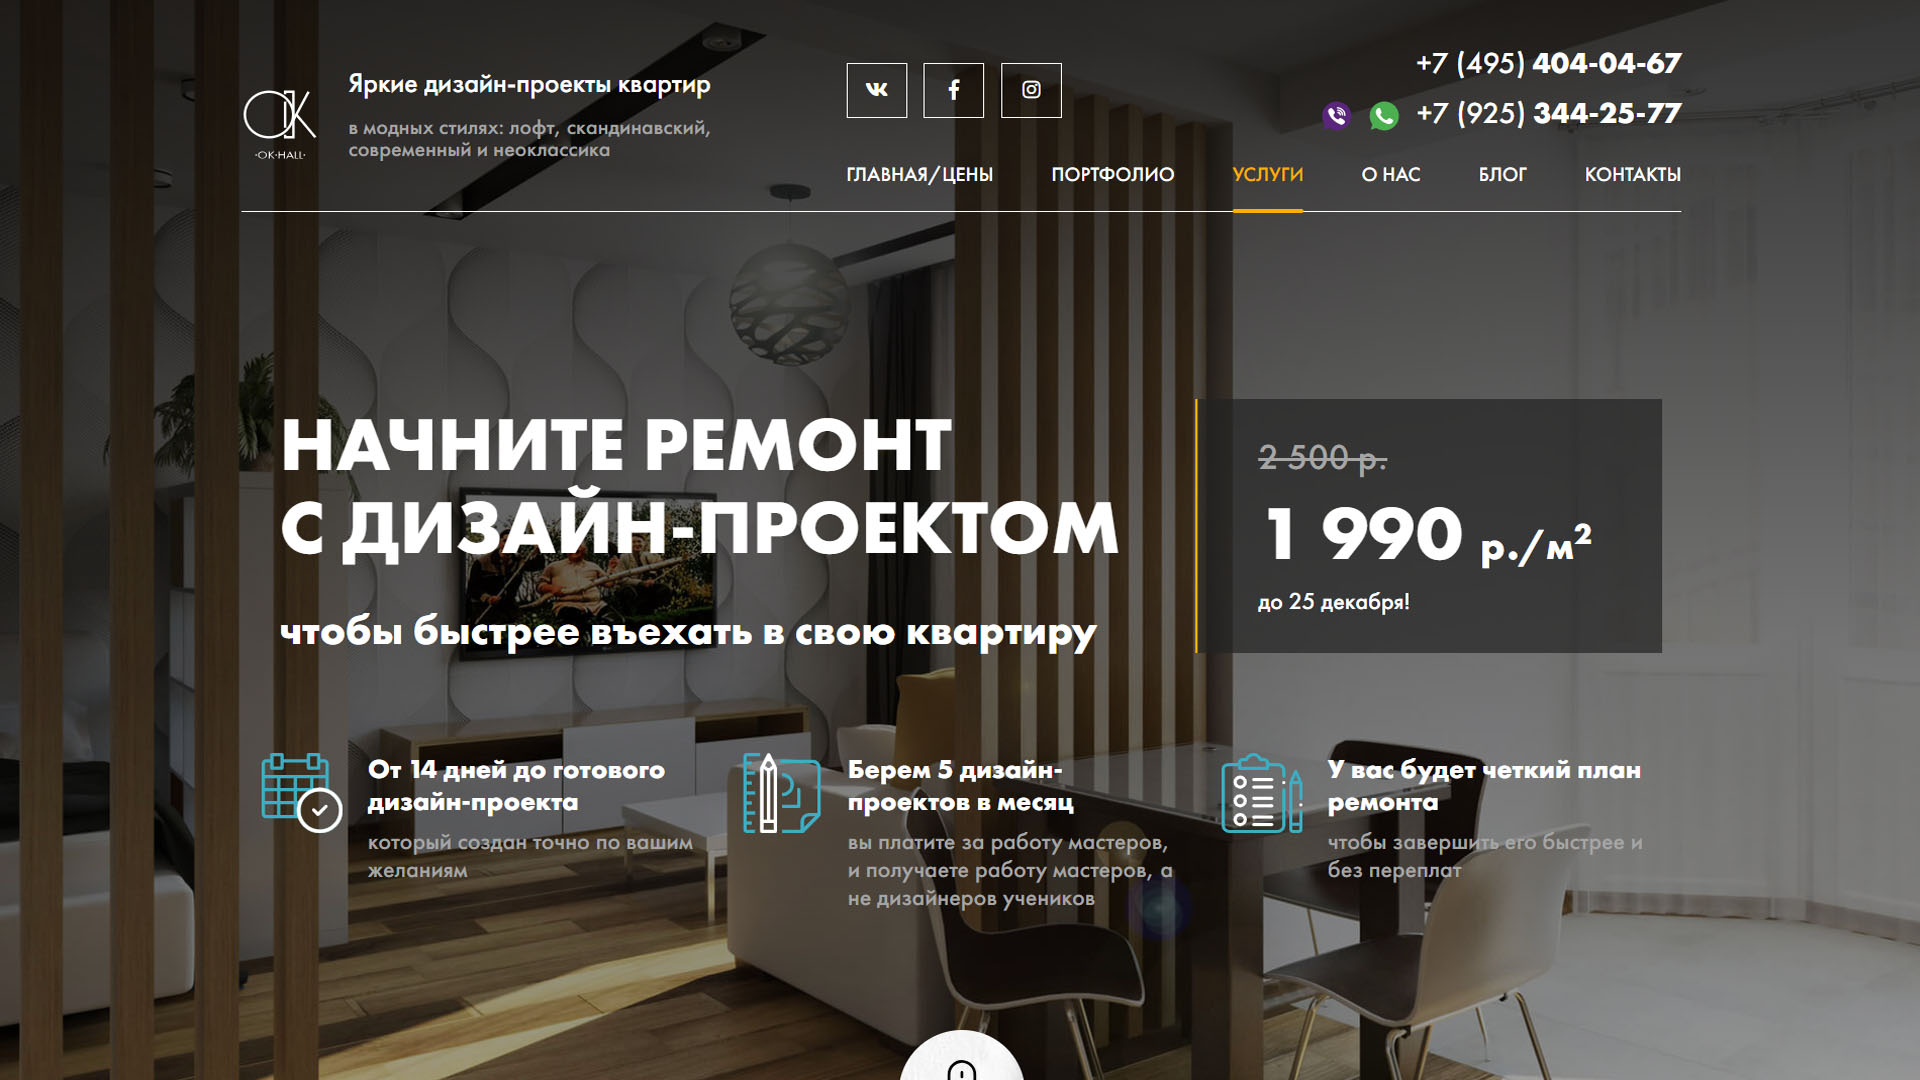 ·OK·HALL·
Яркие дизайн-проекты квартир
в модных стилях: лофт, скандинавский,
современный и неоклассика
+7 (495) 404-04-67
+7 (925) 344-25-77
ГЛАВНАЯ/ЦЕНЫ ПОРТФОЛИО УСЛУГИ О НАС БЛОГ КОНТАКТЫ
НАЧНИТЕ РЕМОНТ
С ДИЗАЙН-ПРОЕКТОМ
чтобы быстрее въехать в свою квартиру
2 500 р.
1 990 р./м²
до 25 декабря!
От 14 дней до готового
дизайн-проекта
который создан точно по вашим
желаниям
Берем 5 дизайн-
проектов в месяц
вы платите за работу мастеров,
и получаете работу мастеров, а
не дизайнеров учеников
У вас будет четкий план
ремонта
чтобы завершить его быстрее и
без переплат